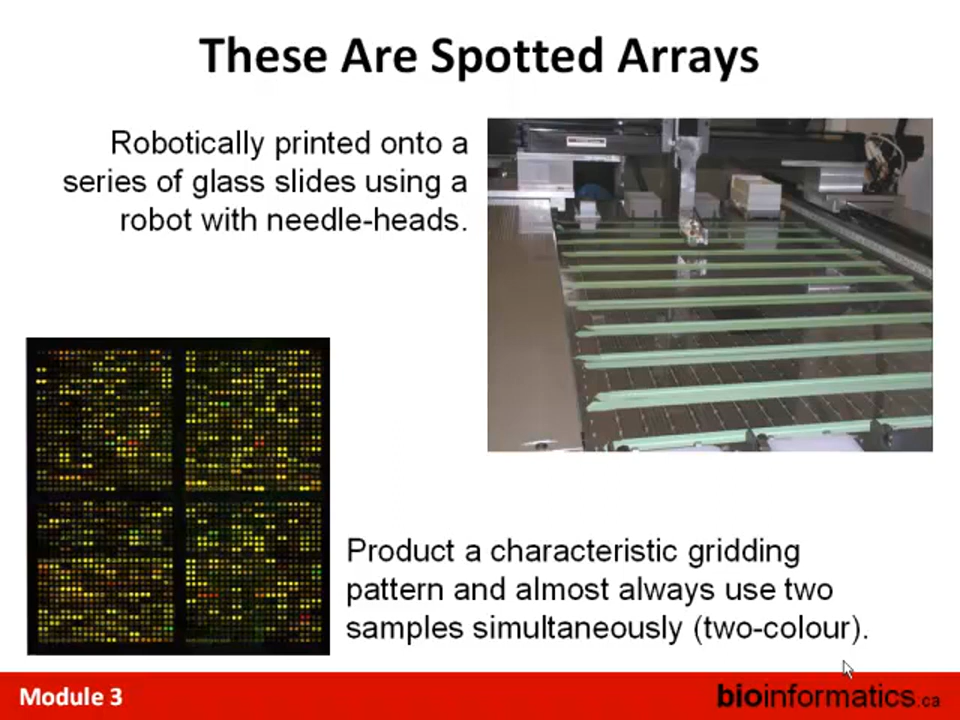 These Are Spotted Arrays
Robotically printed onto a
series of glass slides using a
robot with needle-heads.
Product a characteristic gridding
pattern and almost always use two
samples simultaneously (two-colour).
Module 3
bioinformatics.ca